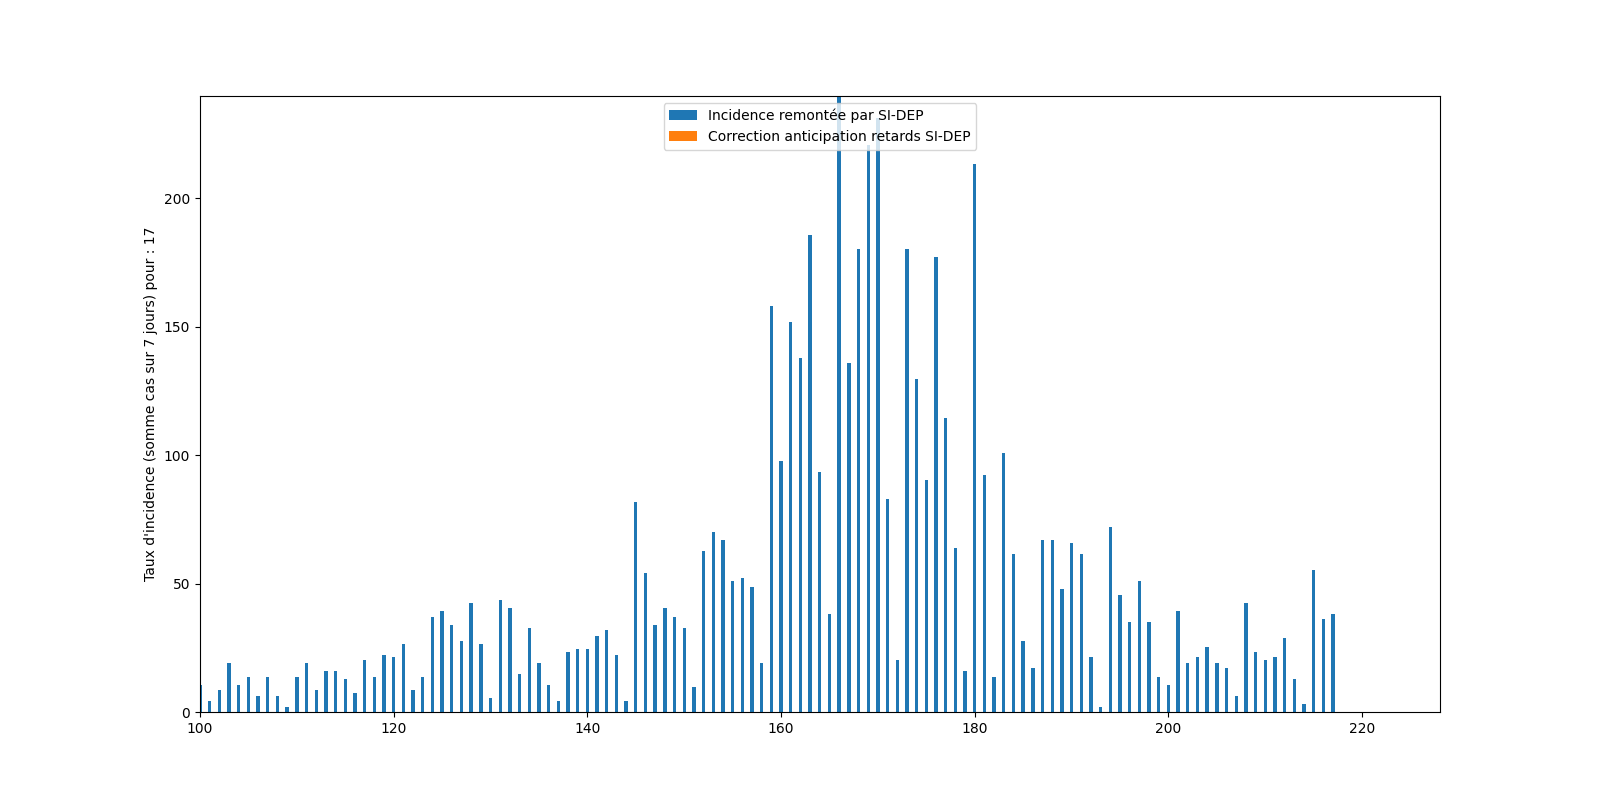 Incidence remontée par SI-DEP
Correction anticipation retards SI-DEP
Taux d'incidence (somme cas sur 7 jours) pour : 17
200
150
100
50
0
100 120 140 160 180 200 220